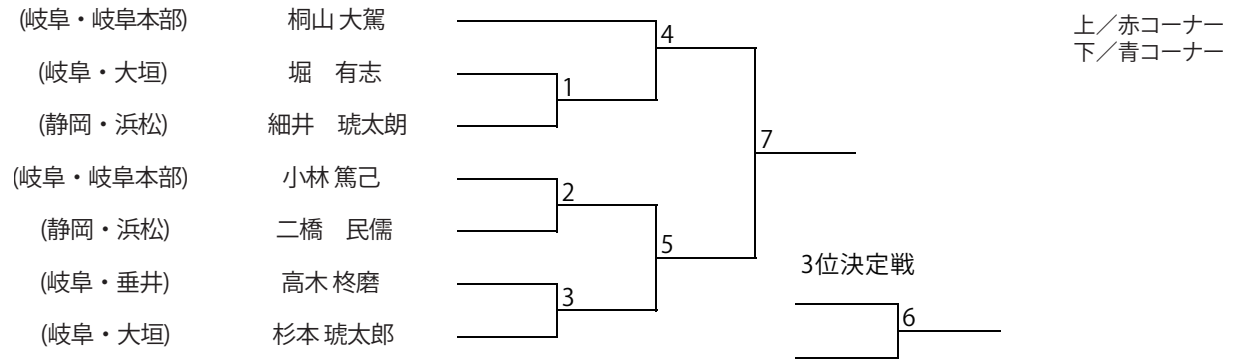 (岐阜・岐阜本部) 桐山 大駕
上／赤コーナー
下／青コーナー
4
(岐阜・大垣) 堀　有志
1
(静岡・浜松) 細井　琥太朗
7
(岐阜・岐阜本部) 小林 篤己
2
(静岡・浜松) 二橋　民儒
5
3位決定戦
(岐阜・垂井) 高木 柊磨
3
6
(岐阜・大垣) 杉本 琥太郎